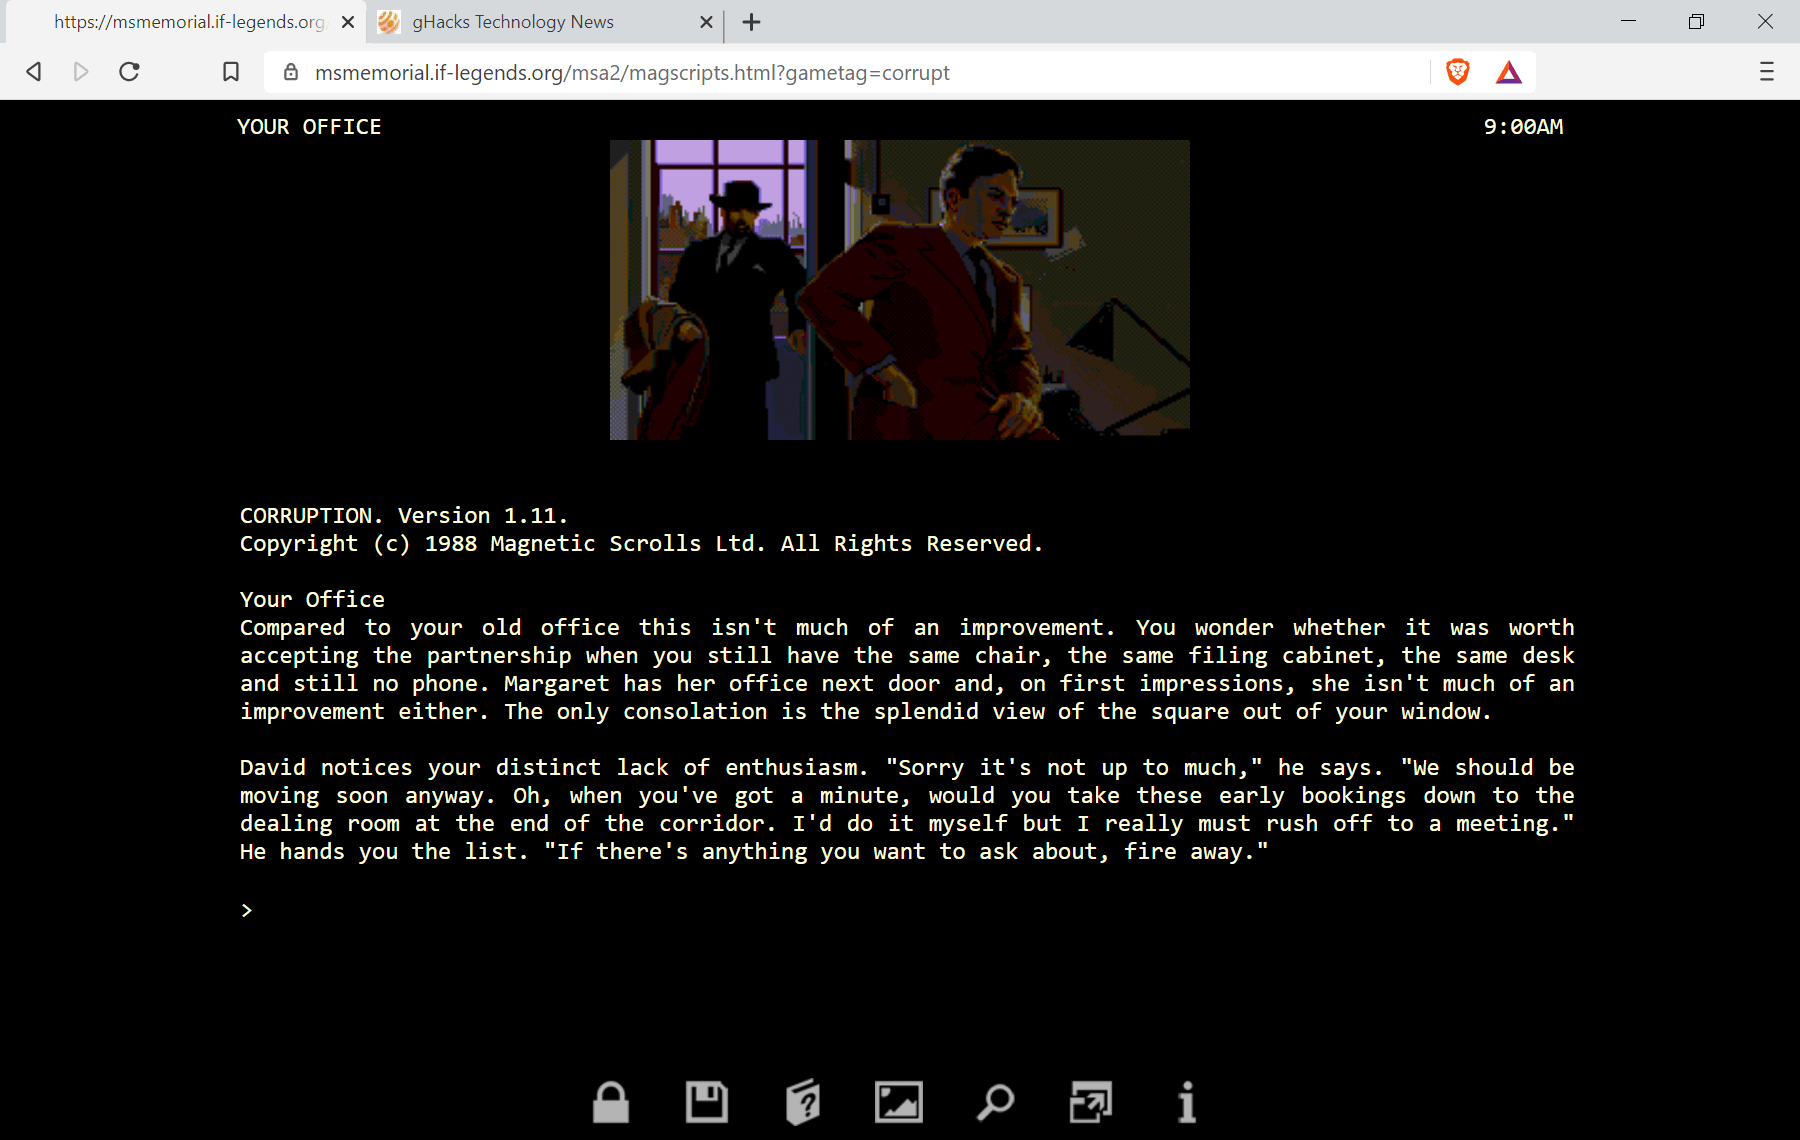 https://msmemorial.if-legends.org
gHacks Technology News
msmemorial.if-legends.org/msa2/magscripts.html?gametag=corrupt
YOUR OFFICE
9:00AM
CORRUPTION. Version 1.11.
Copyright (c) 1988 Magnetic Scrolls Ltd. All Rights Reserved.
Your Office
Compared to your old office this isn't much of an improvement. You wonder whether it was worth
accepting the partnership when you still have the same chair, the same filing cabinet, the same desk
and still no phone. Margaret has her office next door and, on first impressions, she isn't much of an
improvement either. The only consolation is the splendid view of the square out of your window.
David notices your distinct lack of enthusiasm. "Sorry it's not up to much," he says. "We should be
moving soon anyway. Oh, when you've got a minute, would you take these early bookings down to the
dealing room at the end of the corridor. I'd do it myself but I really must rush off to a meeting."
He hands you the list. "If there's anything you want to ask about, fire away."
>